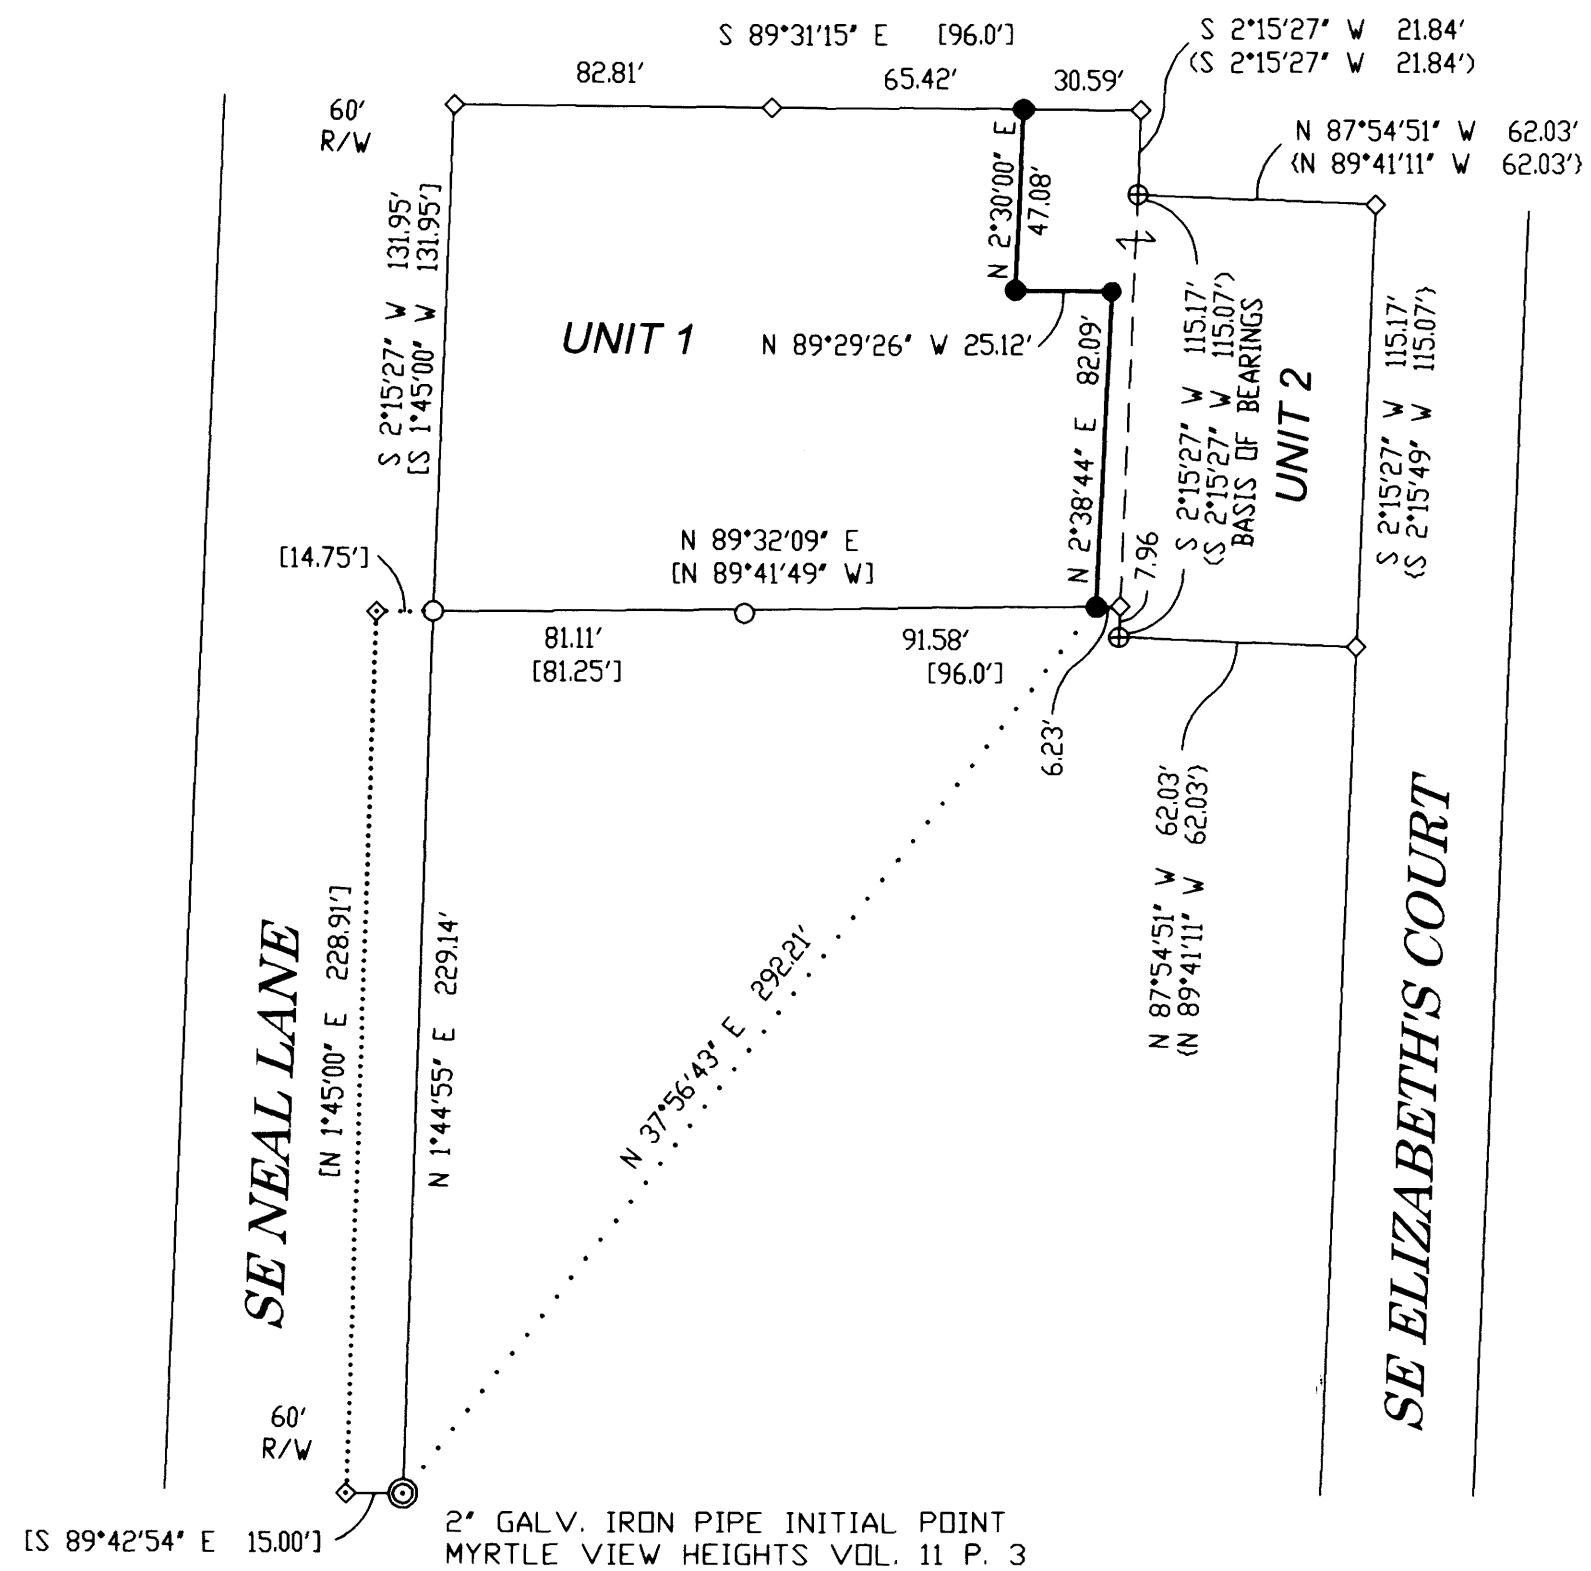 S 89°31'15" E [96.0']
82.81'
65.42'
30.59'
S 2°15'27" W 21.84'
(S 2°15'27" W 21.84')
60'
R/W
N 87°54'51" W 62.03'
{N 89°41'11" W 62.03'}
S 2°15'27" W 131.95'
[S 1°45'00" W 131.95']
N 2°30'00" E
47.08'
UNIT 1
N 89°29'26" W 25.12'
N 2°38'44" E 82.09'
7.96
S 2°15'27" W 115.17'
(S 2°15'27" W 115.07')
BASIS OF BEARINGS
UNIT 2
S 2°15'27" W 115.17'
{S 2°15'49" W 115.07'}
[14.75']
N 89°32'09" E
[N 89°41'49" W]
81.11'
[81.25']
91.58'
[96.0']
6.23'
N 87°54'51" W 62.03'
{N 89°41'11" W 62.03'}
SE NEAL LANE
[N 1°45'00" E 228.91']
N 1°44'55" E 229.14'
N 37°56'43" E 292.21'
SE ELIZABETH'S COURT
60'
R/W
[S 89°42'54" E 15.00']
2" GALV. IRON PIPE INITIAL POINT
MYRTLE VIEW HEIGHTS VOL. 11 P. 3